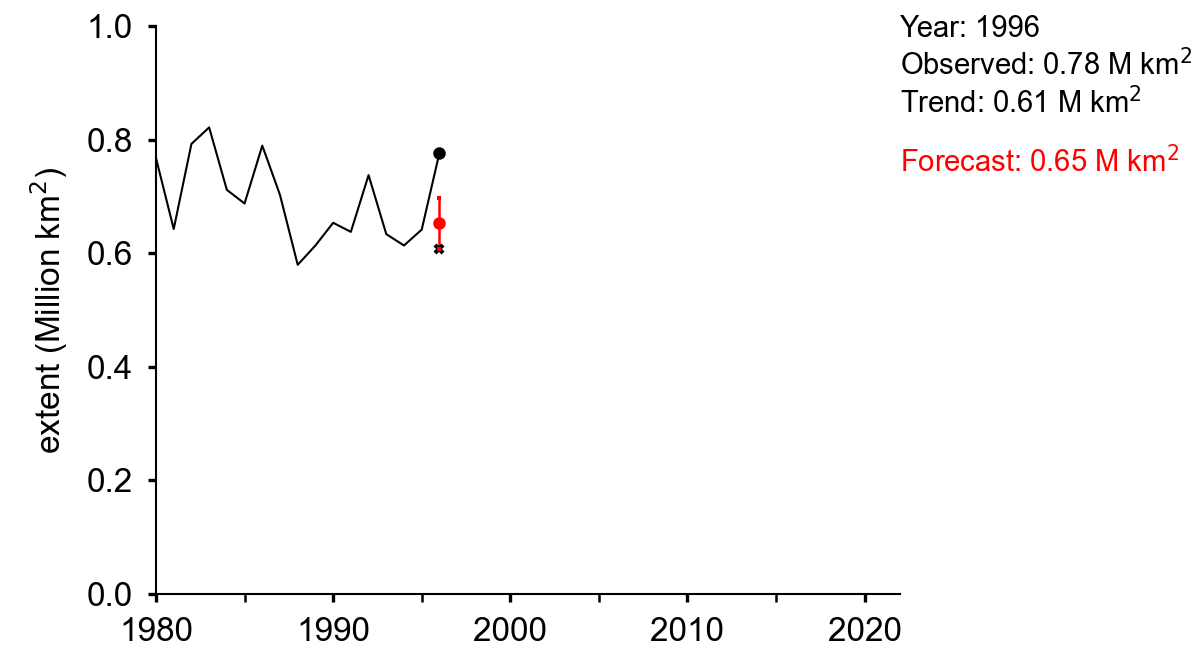 Year: 1996
Observed: 0.78 M km²
Trend: 0.61 M km²
Forecast: 0.65 M km²
extent (Million km²)
1.0
0.8
0.6
0.4
0.2
0.0
1980 1990 2000 2010 2020